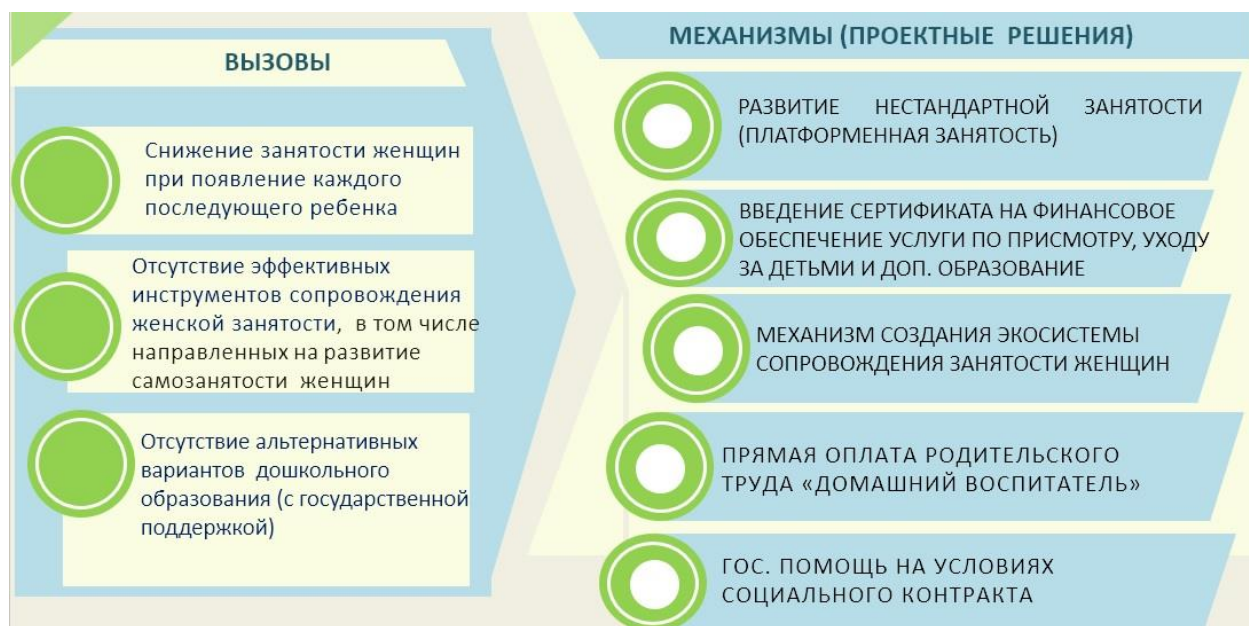 ВЫЗОВЫ
Снижение занятости женщин
при появление каждого
последующего ребенка
Отсутствие эффективных
инструментов сопровождения
женской занятости, в том числе
направленных на развитие
самозанятости женщин
Отсутствие альтернативных
вариантов дошкольного
образования (с государственной
поддержкой)
МЕХАНИЗМЫ (ПРОЕКТНЫЕ РЕШЕНИЯ)
РАЗВИТИЕ НЕСТАНДАРТНОЙ ЗАНЯТОСТИ
(ПЛАТФОРМЕННАЯ ЗАНЯТОСТЬ)
ВВЕДЕНИЕ СЕРТИФИКАТА НА ФИНАНСОВОЕ
ОБЕСПЕЧЕНИЕ УСЛУГИ ПО ПРИСМОТРУ, УХОДУ
ЗА ДЕТЬМИ И ДОП. ОБРАЗОВАНИЕ
МЕХАНИЗМ СОЗДАНИЯ ЭКОСИСТЕМЫ
СОПРОВОЖДЕНИЯ ЗАНЯТОСТИ ЖЕНЩИН
ПРЯМАЯ ОПЛАТА РОДИТЕЛЬСКОГО
ТРУДА «ДОМАШНИЙ ВОСПИТАТЕЛЬ»
ГОС. ПОМОЩЬ НА УСЛОВИЯХ
СОЦИАЛЬНОГО КОНТРАКТА